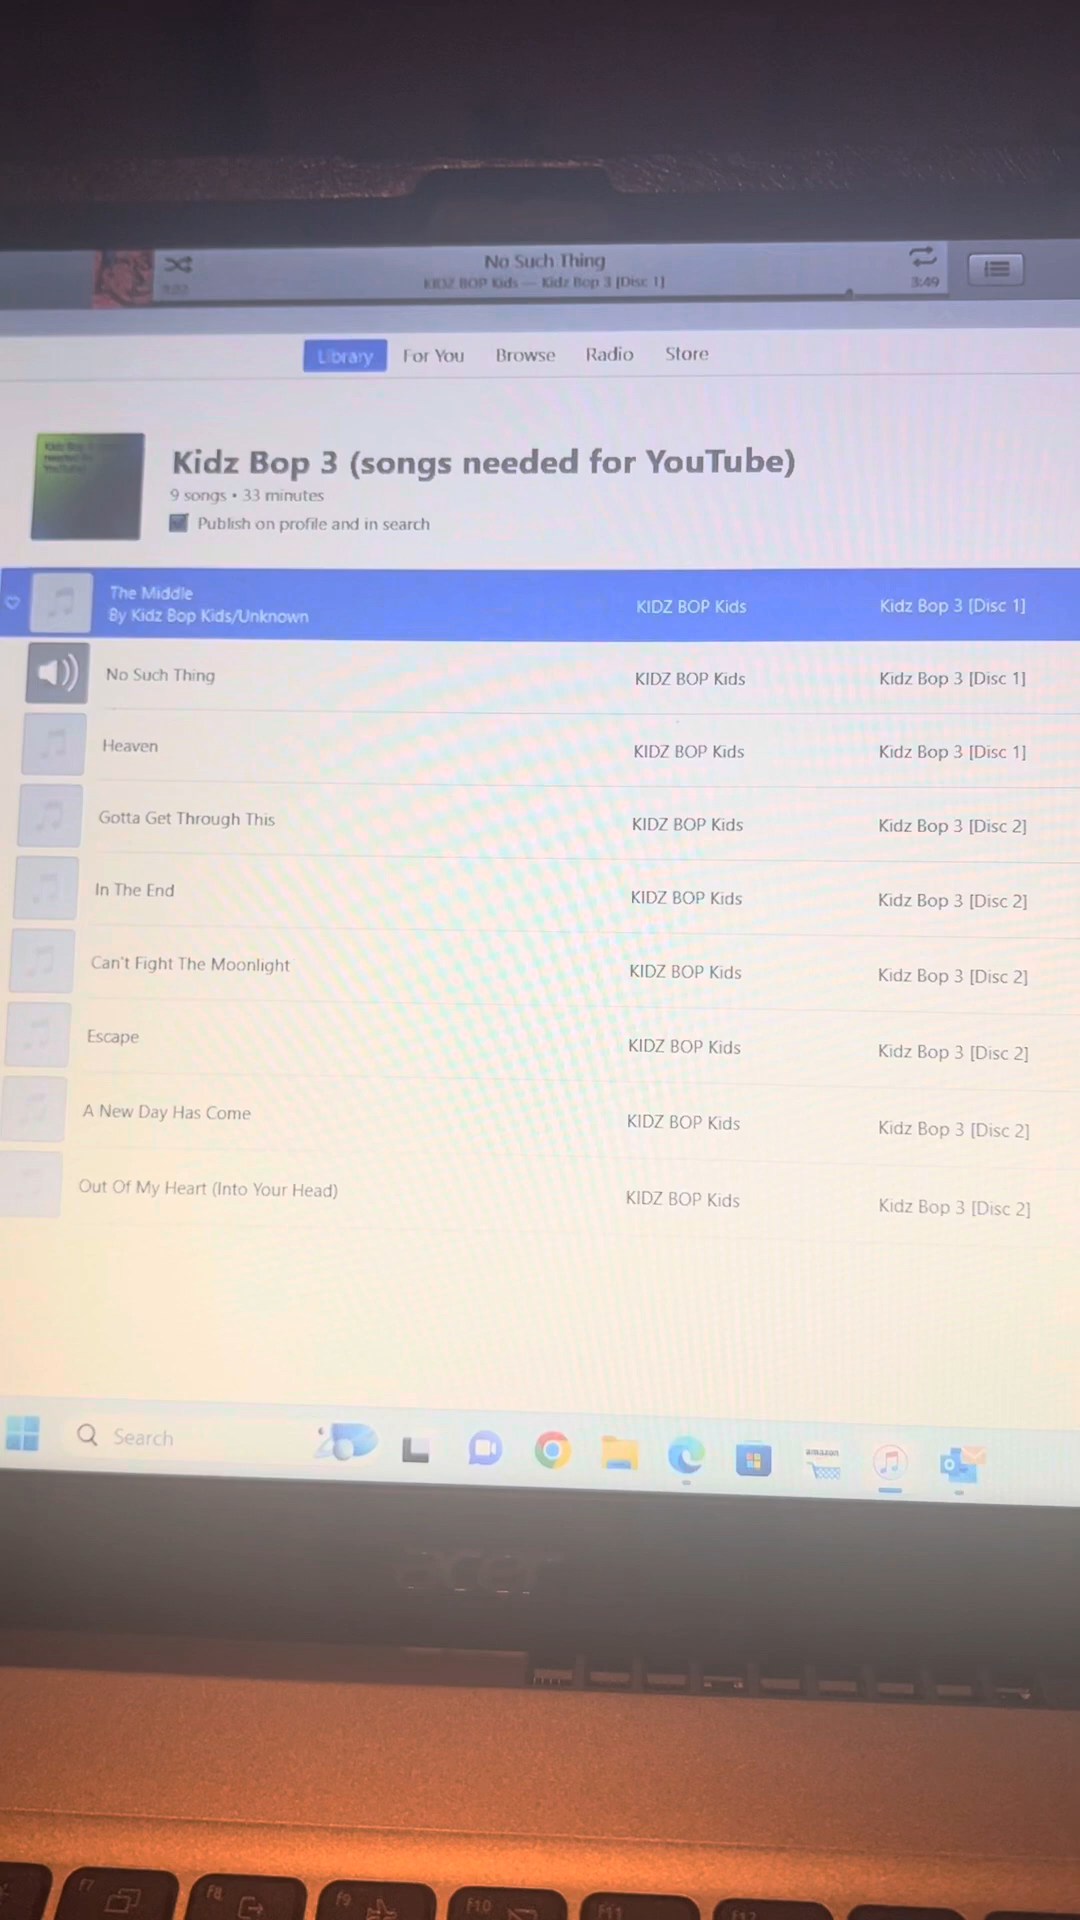 No Such Thing
KIDZ BOP Kids — Kidz Bop 3 [Disc 1]
3:49
Library For You Browse Radio Store
Kidz Bop 3 (songs needed for YouTube)
9 songs • 33 minutes
Publish on profile and in search
The Middle
By Kidz Bop Kids/Unknown
KIDZ BOP Kids Kidz Bop 3 [Disc 1]
No Such Thing KIDZ BOP Kids Kidz Bop 3 [Disc 1]
Heaven KIDZ BOP Kids Kidz Bop 3 [Disc 1]
Gotta Get Through This KIDZ BOP Kids Kidz Bop 3 [Disc 2]
In The End KIDZ BOP Kids Kidz Bop 3 [Disc 2]
Can't Fight The Moonlight KIDZ BOP Kids Kidz Bop 3 [Disc 2]
Escape KIDZ BOP Kids Kidz Bop 3 [Disc 2]
A New Day Has Come KIDZ BOP Kids Kidz Bop 3 [Disc 2]
Out Of My Heart (Into Your Head) KIDZ BOP Kids Kidz Bop 3 [Disc 2]
Search
amazon
acer
F7 F8 F9 F10 F11 F12